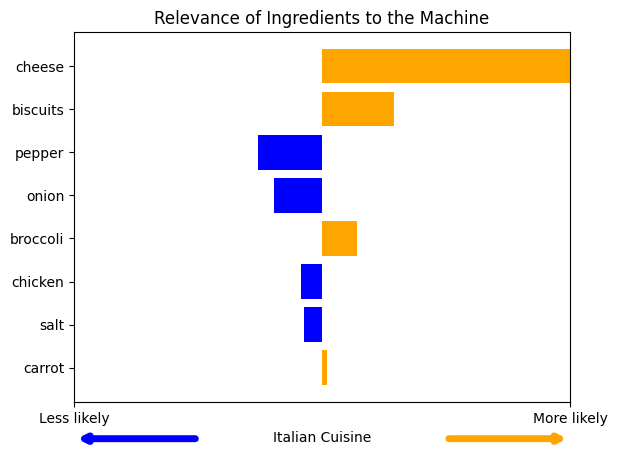 Relevance of Ingredients to the Machine
cheese
biscuits
pepper
onion
broccoli
chicken
salt
carrot
Less likely
More likely
Italian Cuisine